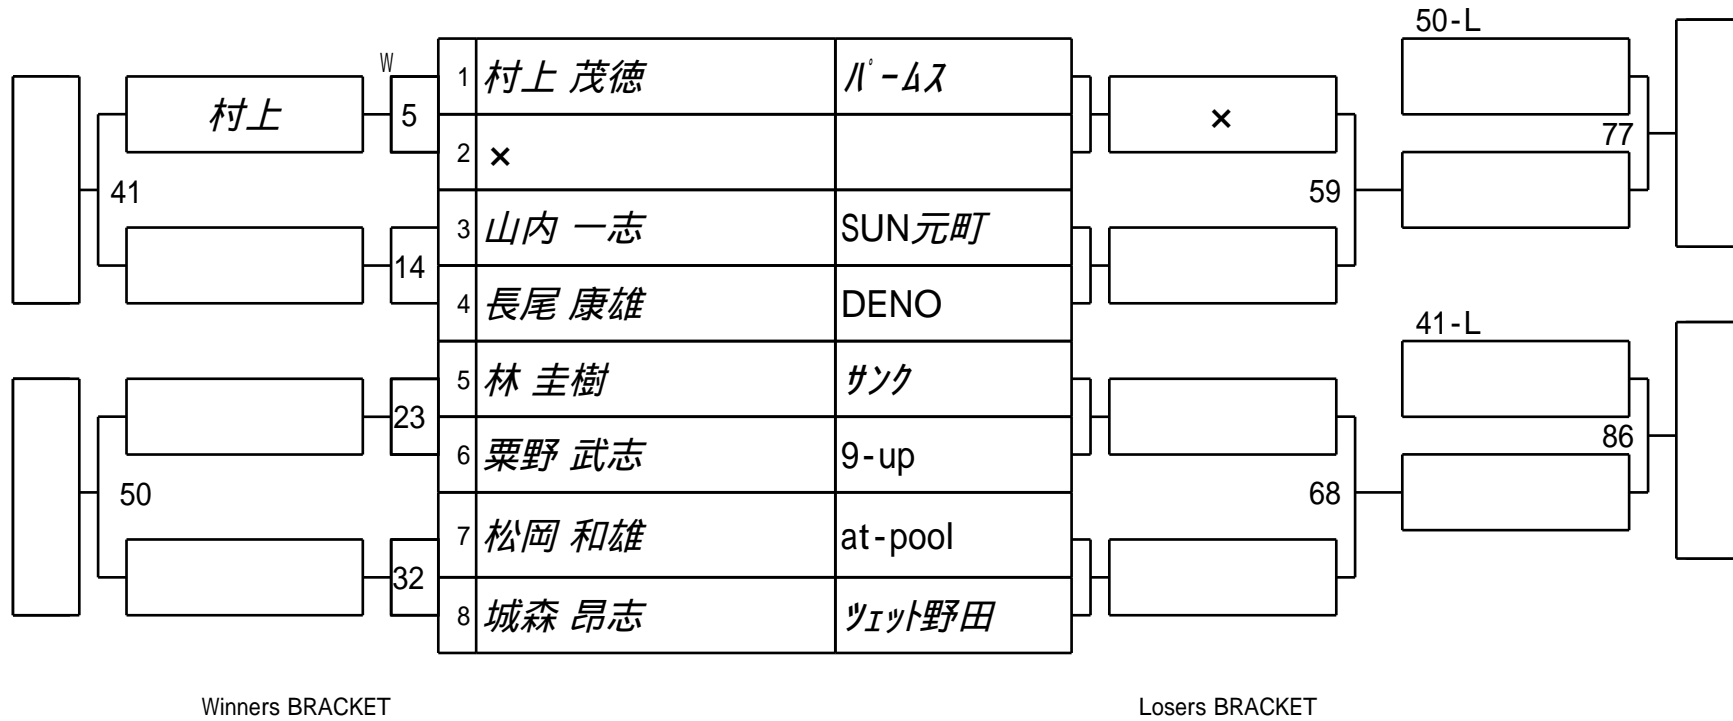 50-L
W
1 村上 茂徳 ﾊﾟｰﾑｽ
村上 5 × 77
2 ×
41 59
3 山内 一志 SUN元町
14
4 長尾 康雄 DENO
41-L
5 林 圭樹 ｻﾝｸ
23 86
6 粟野 武志 9-up
50 68
7 松岡 和雄 at-pool
32
8 城森 昂志 ﾂｪｯﾄ野田
Winners BRACKET Losers BRACKET